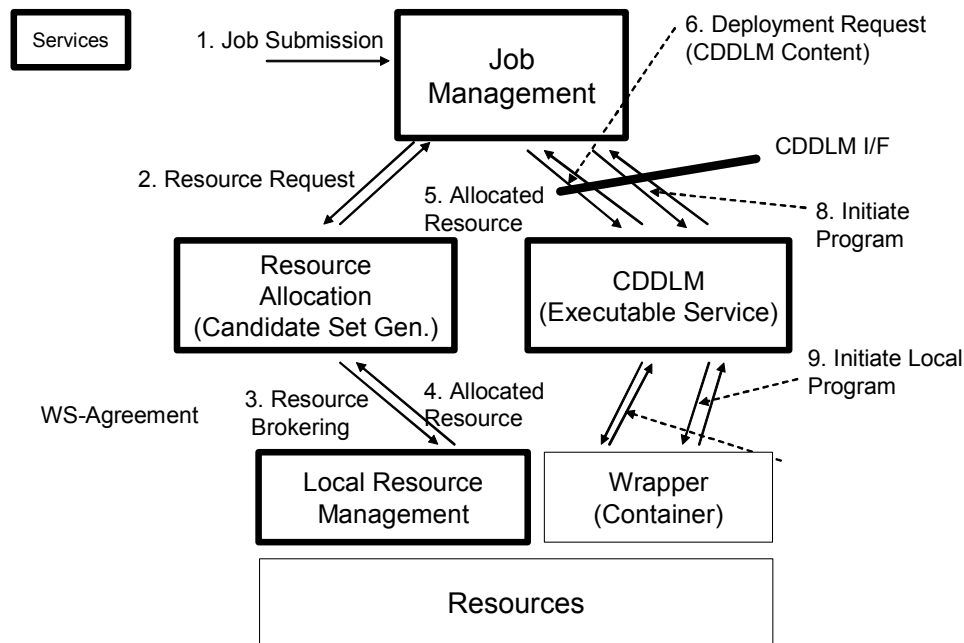 Services
1. Job Submission
Job
Management
6. Deployment Request
(CDDLM Content)
CDDLM I/F
2. Resource Request
5. Allocated
Resource
8. Initiate
Program
Resource
Allocation
(Candidate Set Gen.)
CDDLM
(Executable Service)
WS-Agreement
3. Resource
Brokering
4. Allocated
Resource
9. Initiate Local
Program
Local Resource
Management
Wrapper
(Container)
Resources